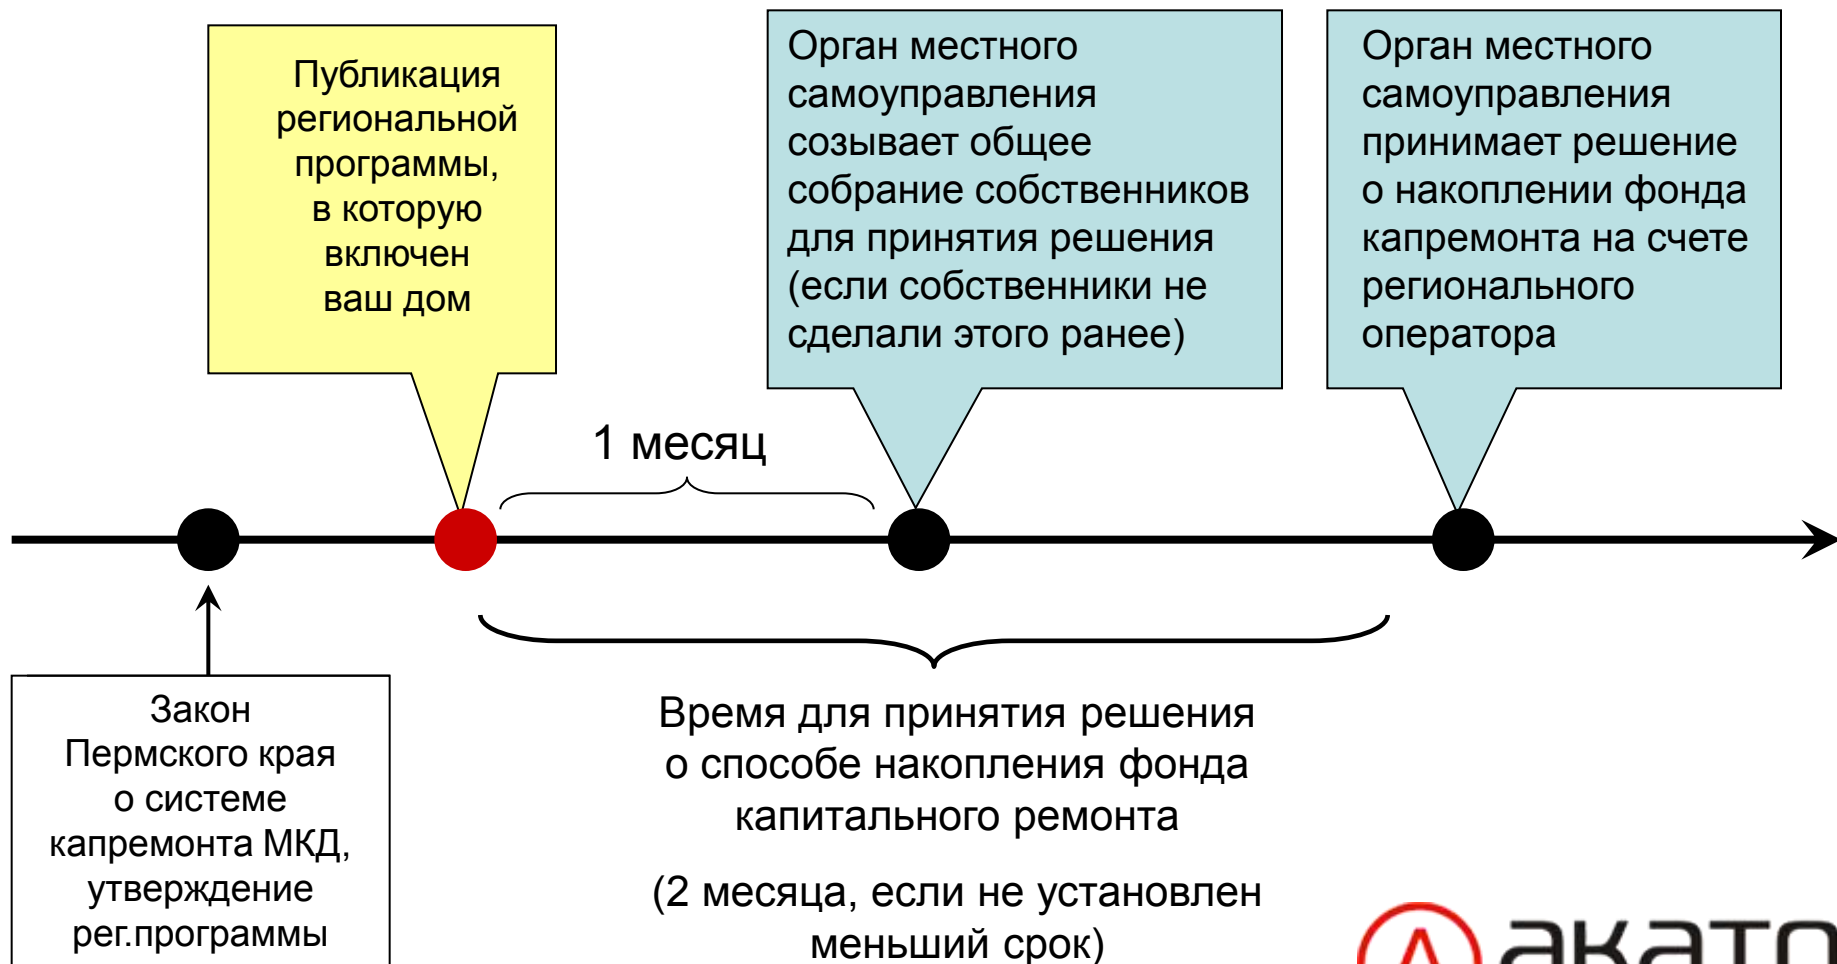 Публикация
региональной
программы,
в которую
включен
ваш дом
Орган местного
самоуправления
созывает общее
собрание собственников
для принятия решения
(если собственники не
сделали этого ранее)
Орган местного
самоуправления
принимает решение
о накоплении фонда
капремонта на счете
регионального
оператора
1 месяц
Закон
Пермского края
о системе
капремонта МКД,
утверждение
рег.программы
Время для принятия решения
о способе накопления фонда
капитального ремонта
(2 месяца, если не установлен
меньший срок)